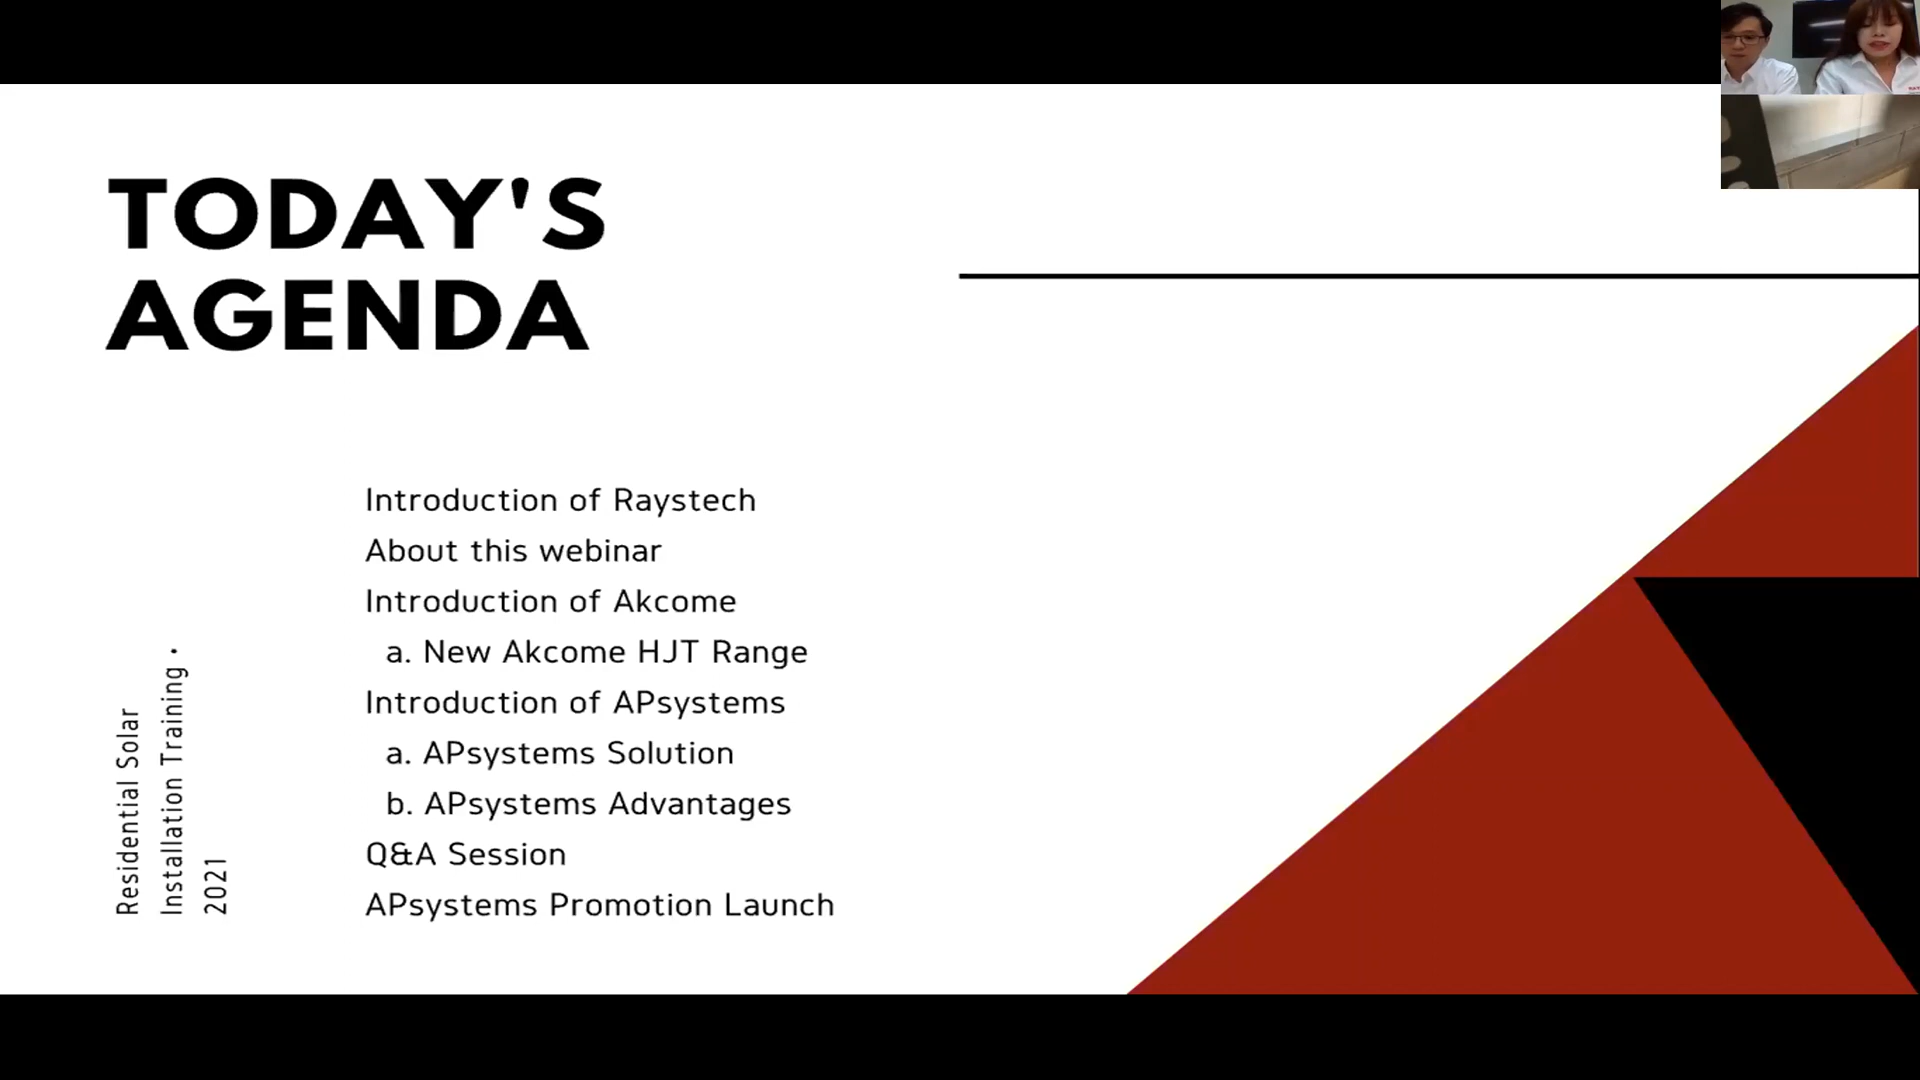 TODAY'S
AGENDA
Introduction of Raystech
About this webinar
Introduction of Akcome
a. New Akcome HJT Range
Introduction of APsystems
a. APsystems Solution
b. APsystems Advantages
Q&A Session
APsystems Promotion Launch
Residential Solar
Installation Training •
2021